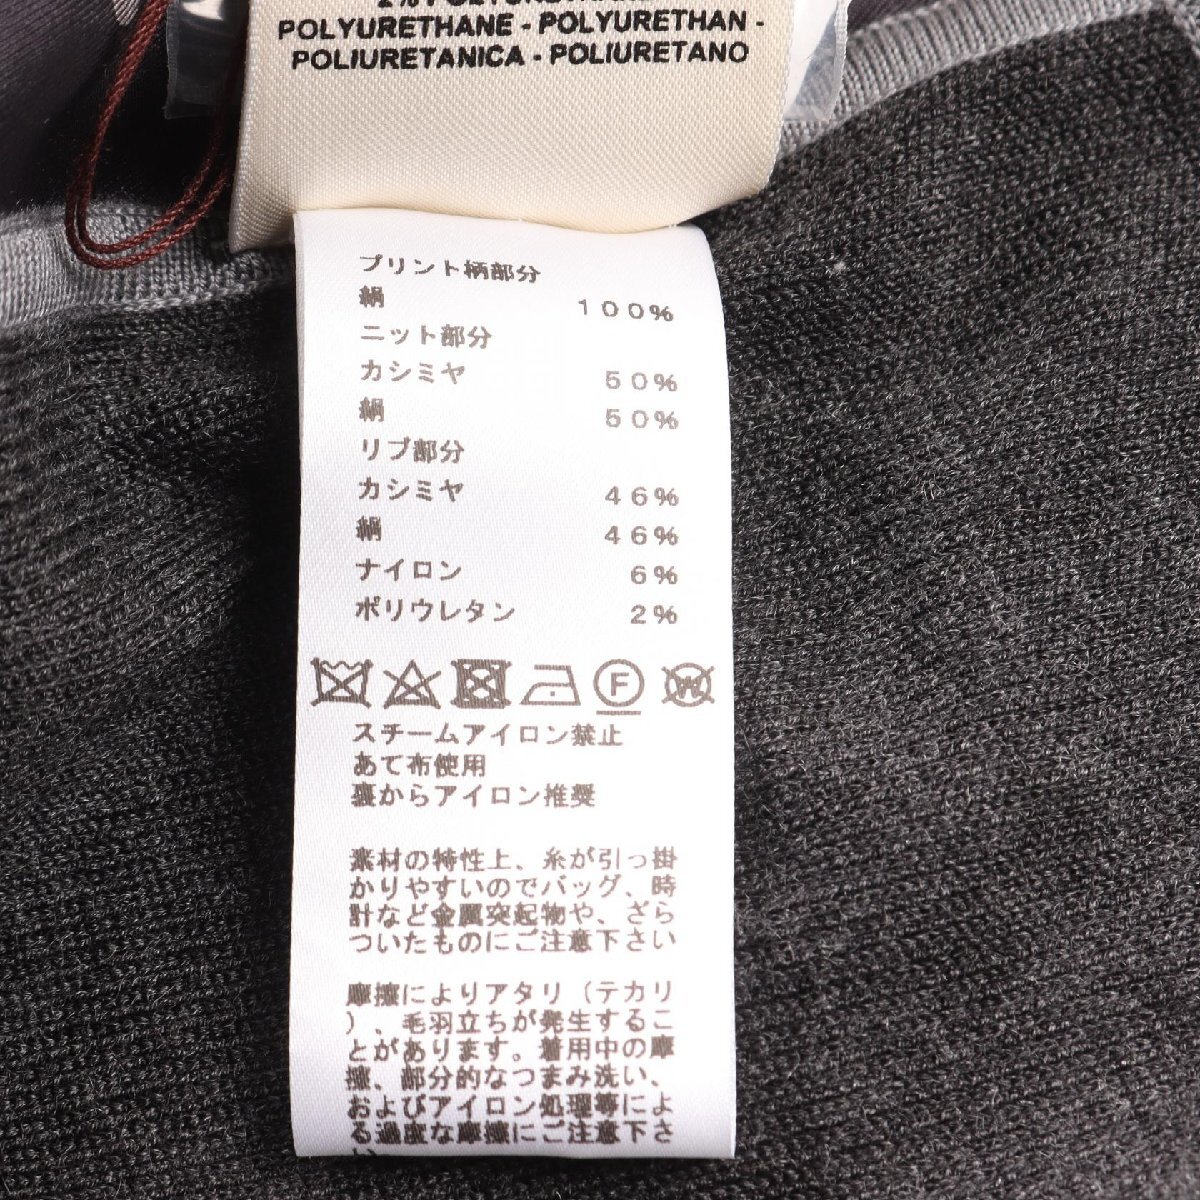 POLYURETHANE - POLYURETHAN -
POLIURETANICA - POLIURETANO
プリント柄部分
絹 １００%
ニット部分
カシミヤ ５０%
絹 ５０%
リブ部分
カシミヤ ４６%
絹 ４６%
ナイロン ６%
ポリウレタン ２%
F W
スチームアイロン禁止
あて布使用
裏からアイロン推奨
素材の特性上、糸が引っ掛
かりやすいのでバッグ、時
計など金属突起物や、ざら
ついたものにご注意下さい
摩擦によりアタリ（テカリ
）、毛羽立ちが発生するこ
とがあります。着用中の摩
擦、部分的なつまみ洗い、
およびアイロン処理等によ
る過度な摩擦にご注意下さ
い